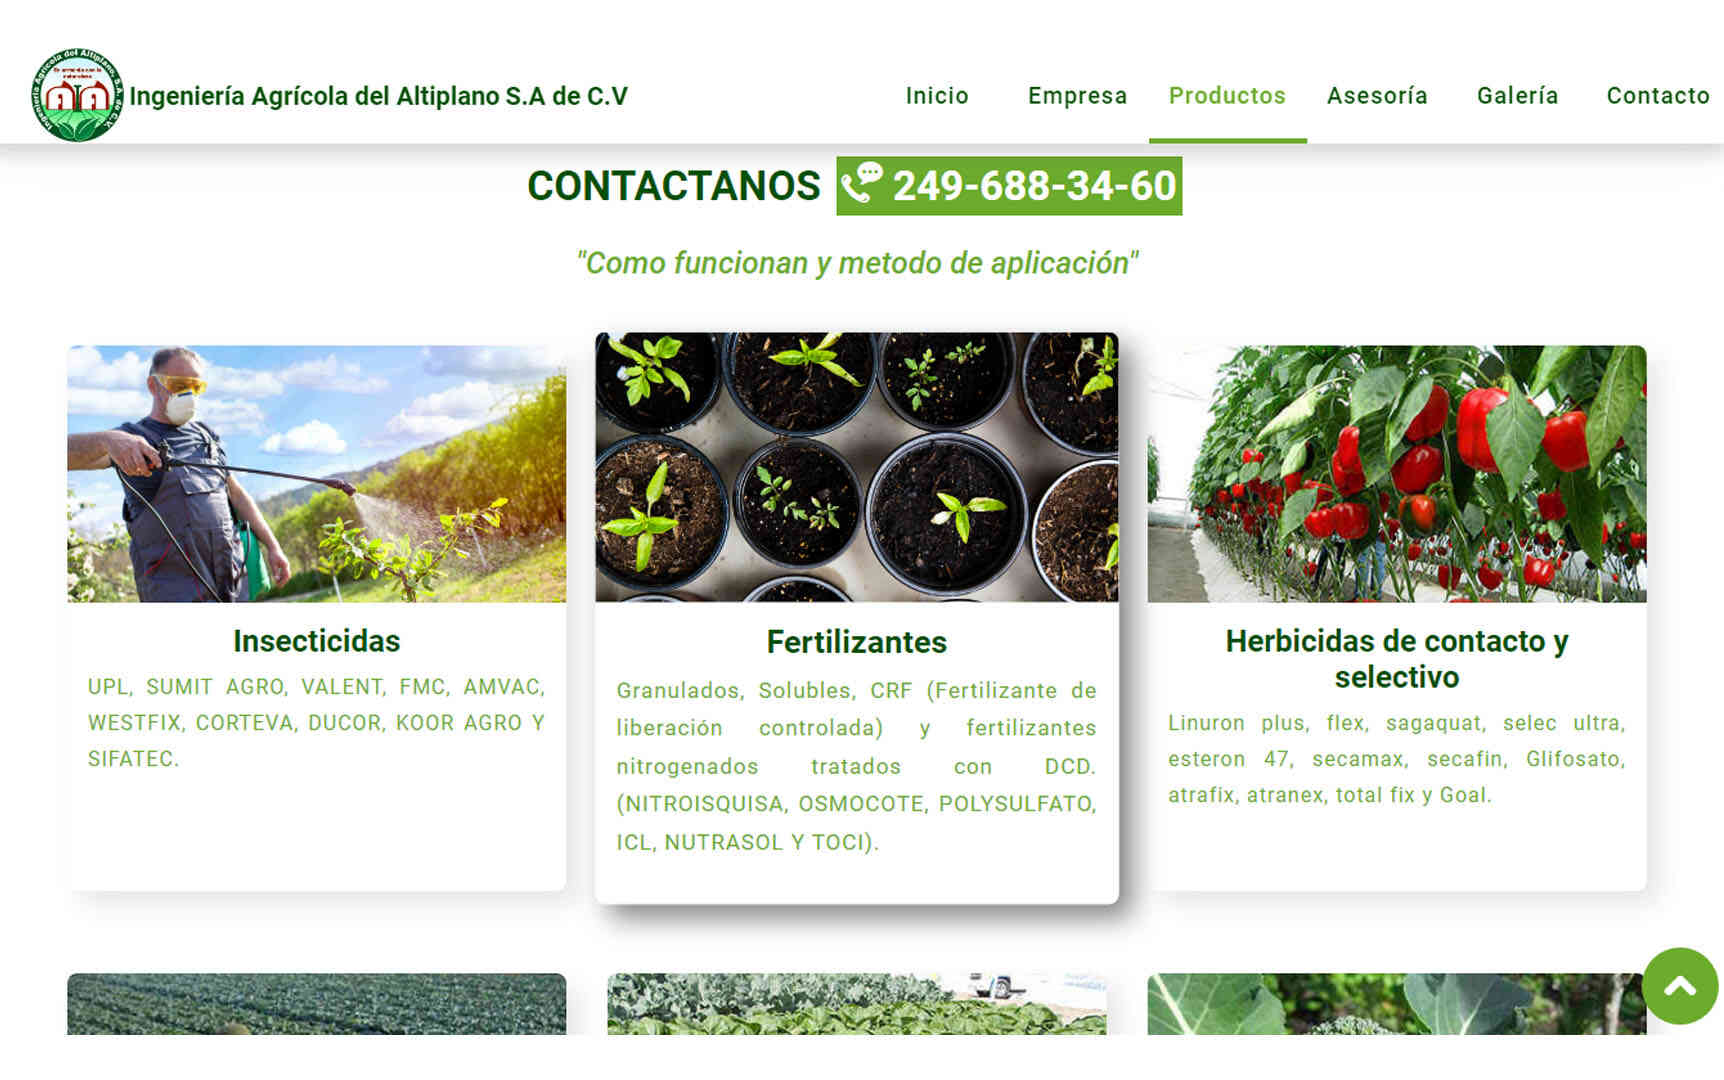 Ingeniería Agrícola del Altiplano, S.A. de C.V.
Ingeniería Agrícola del Altiplano S.A de C.V
Inicio Empresa Productos Asesoría Galería Contacto
CONTACTANOS 249-688-34-60
"Como funcionan y metodo de aplicación"
Insecticidas
UPL, SUMIT AGRO, VALENT, FMC, AMVAC,
WESTFIX, CORTEVA, DUCOR, KOOR AGRO Y
SIFATEC.
Fertilizantes
Granulados, Solubles, CRF (Fertilizante de
liberación controlada) y fertilizantes
nitrogenados tratados con DCD.
(NITROISQUISA, OSMOCOTE, POLYSULFATO,
ICL, NUTRASOL Y TOCI).
Herbicidas de contacto y
selectivo
Linuron plus, flex, sagaquat, selec ultra,
esteron 47, secamax, secafin, Glifosato,
atrafix, atranex, total fix y Goal.